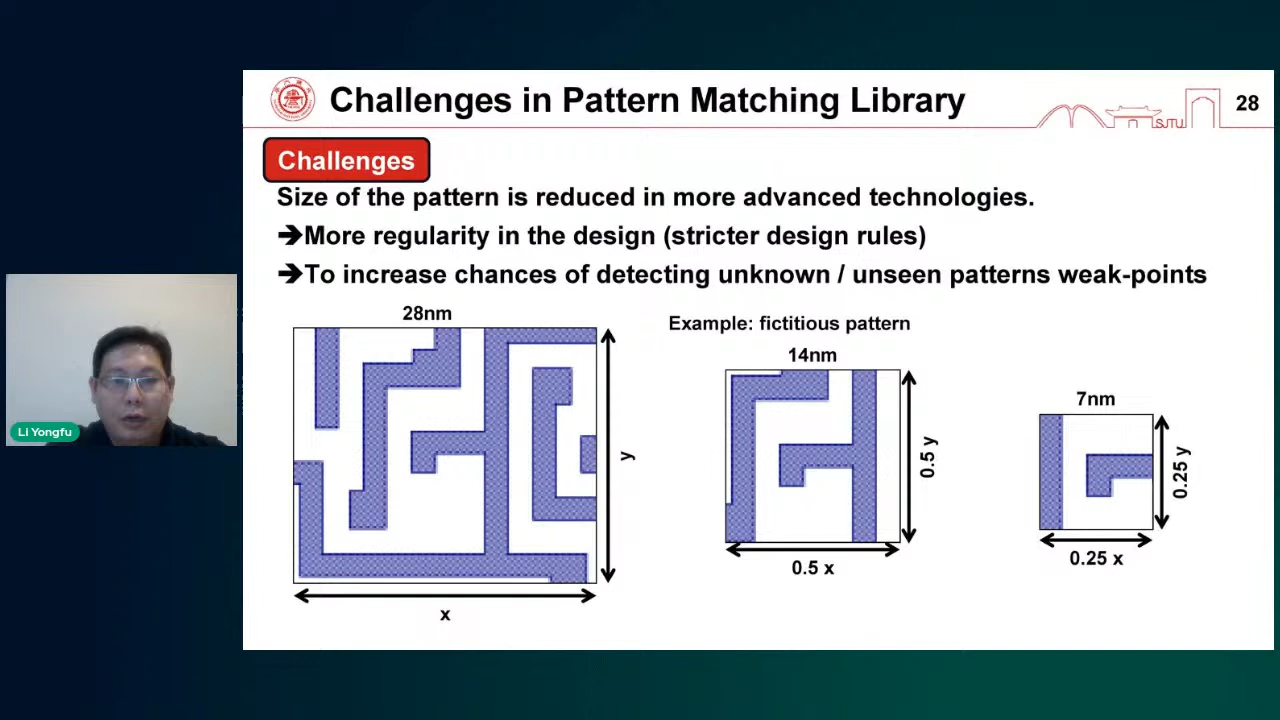 Challenges in Pattern Matching Library
SJTU
28
Challenges
Size of the pattern is reduced in more advanced technologies.
➔More regularity in the design (stricter design rules)
➔To increase chances of detecting unknown / unseen patterns weak-points
28nm
y
x
Example: fictitious pattern
14nm
0.5 y
0.5 x
7nm
0.25 y
0.25 x
Li Yongfu